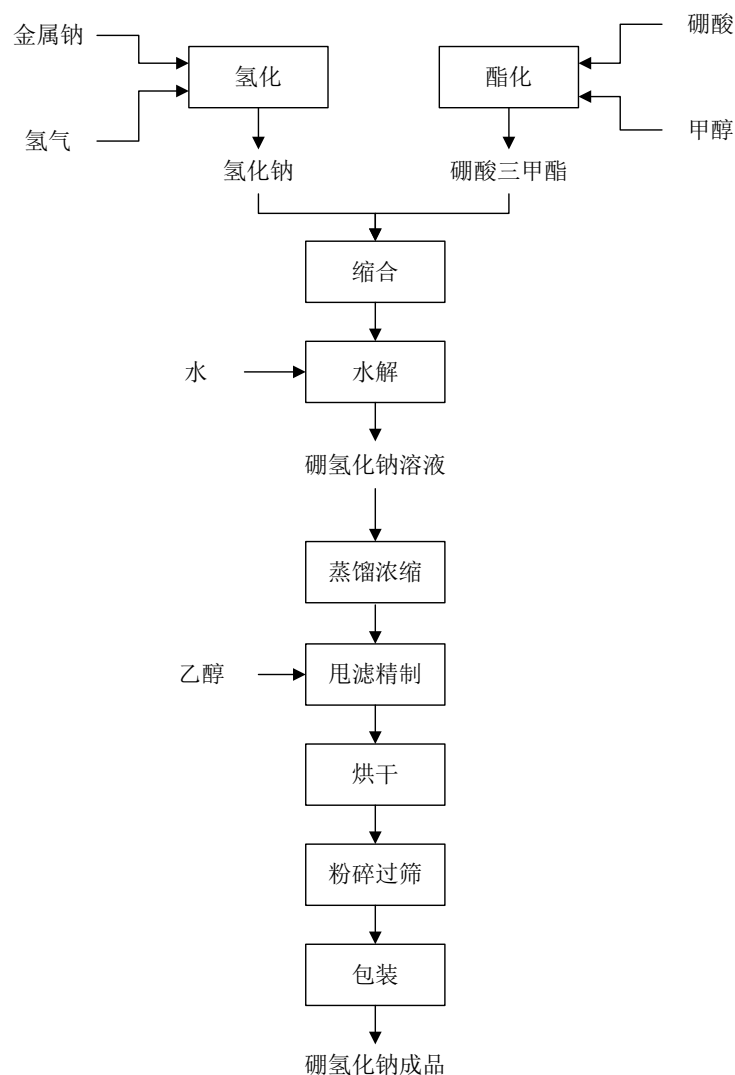 金属钠
硼酸
氢化
酯化
氢气
甲醇
氢化钠
硼酸三甲酯
缩合
水
水解
硼氢化钠溶液
蒸馏浓缩
乙醇
甩滤精制
烘干
粉碎过筛
包装
硼氢化钠成品